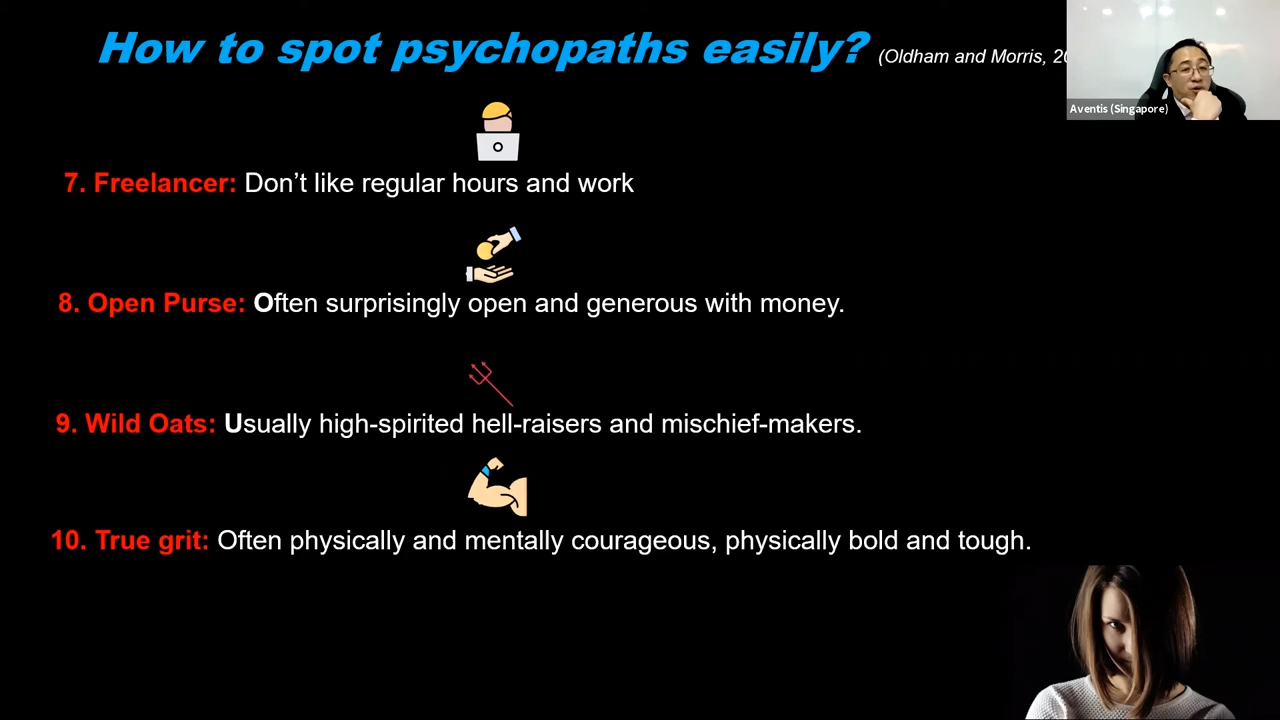 How to spot psychopaths easily? (Oldham and Morris,
Aventis (Singapore)
7. Freelancer: Don’t like regular hours and work
8. Open Purse: Often surprisingly open and generous with money.
9. Wild Oats: Usually high-spirited hell-raisers and mischief-makers.
10. True grit: Often physically and mentally courageous, physically bold and tough.